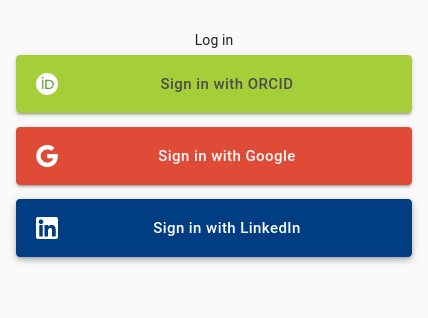 Log in
iD Sign in with ORCID
G Sign in with Google
in Sign in with LinkedIn